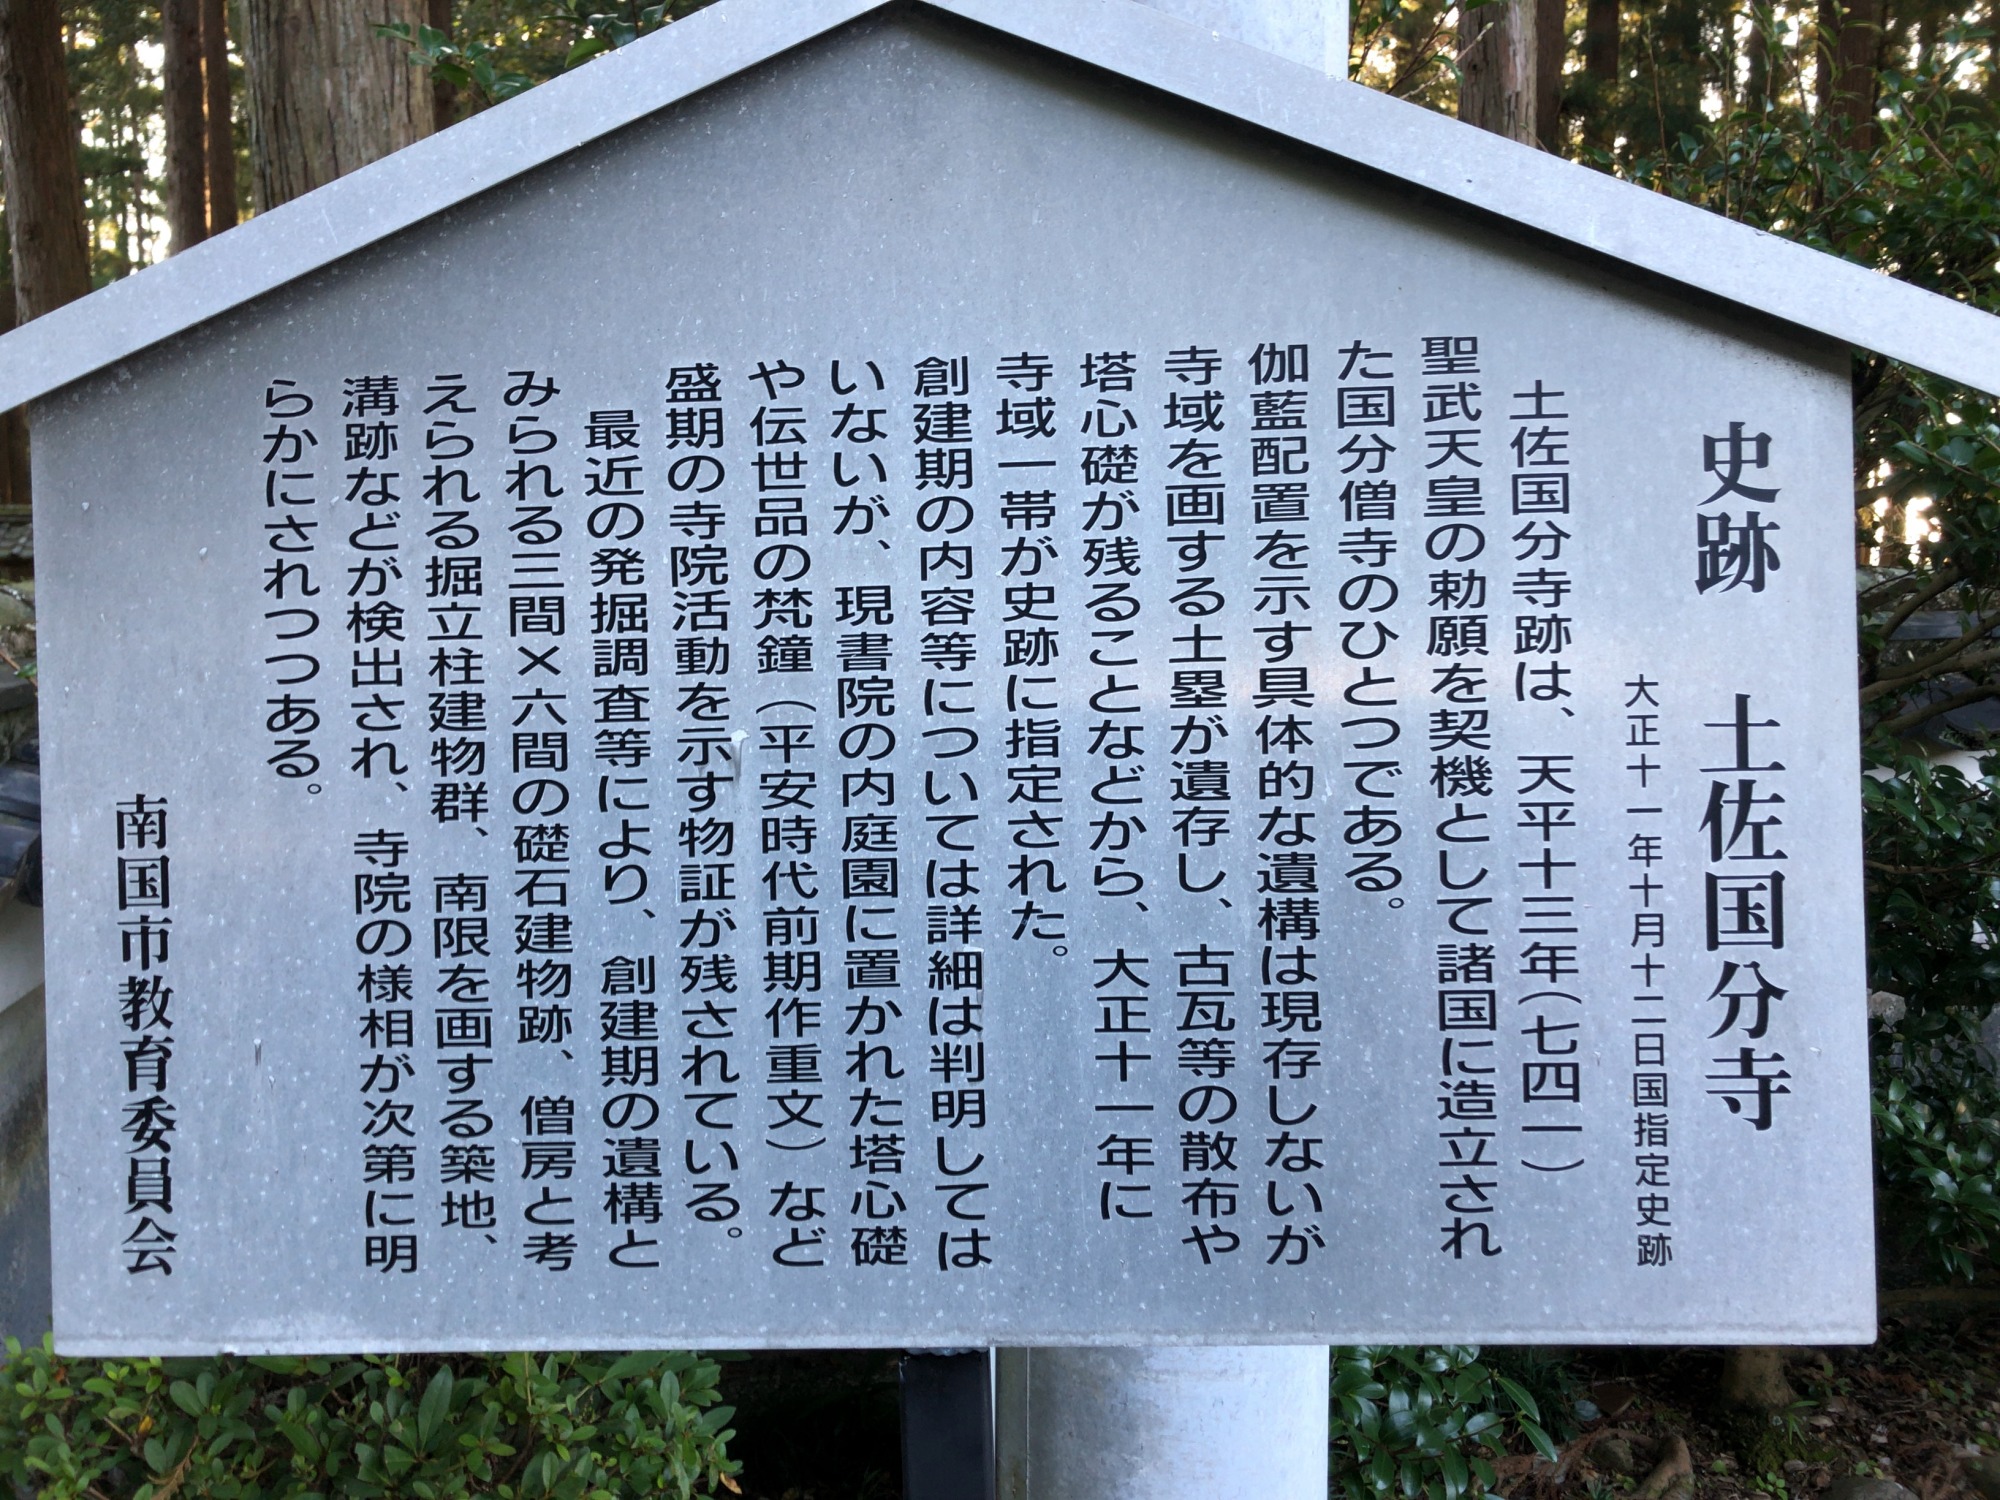 史跡　土佐国分寺
大正十一年十月十二日国指定史跡
土佐国分寺跡は、天平十三年（七四一）
聖武天皇の勅願を契機として諸国に造立され
た国分僧寺のひとつである。
伽藍配置を示す具体的な遺構は現存しないが
寺域を画する土塁が遺存し、古瓦等の散布や
塔心礎が残ることなどから、大正十一年に
寺域一帯が史跡に指定された。
創建期の内容等については詳細は判明しては
いないが、現書院の内庭園に置かれた塔心礎
や伝世品の梵鐘（平安時代前期作重文）など
盛期の寺院活動を示す物証が残されている。
最近の発掘調査等により、創建期の遺構と
みられる三間×六間の礎石建物跡、僧房と考
えられる掘立柱建物群、南限を画する築地、
溝跡などが検出され、寺院の様相が次第に明
らかにされつつある。
南国市教育委員会